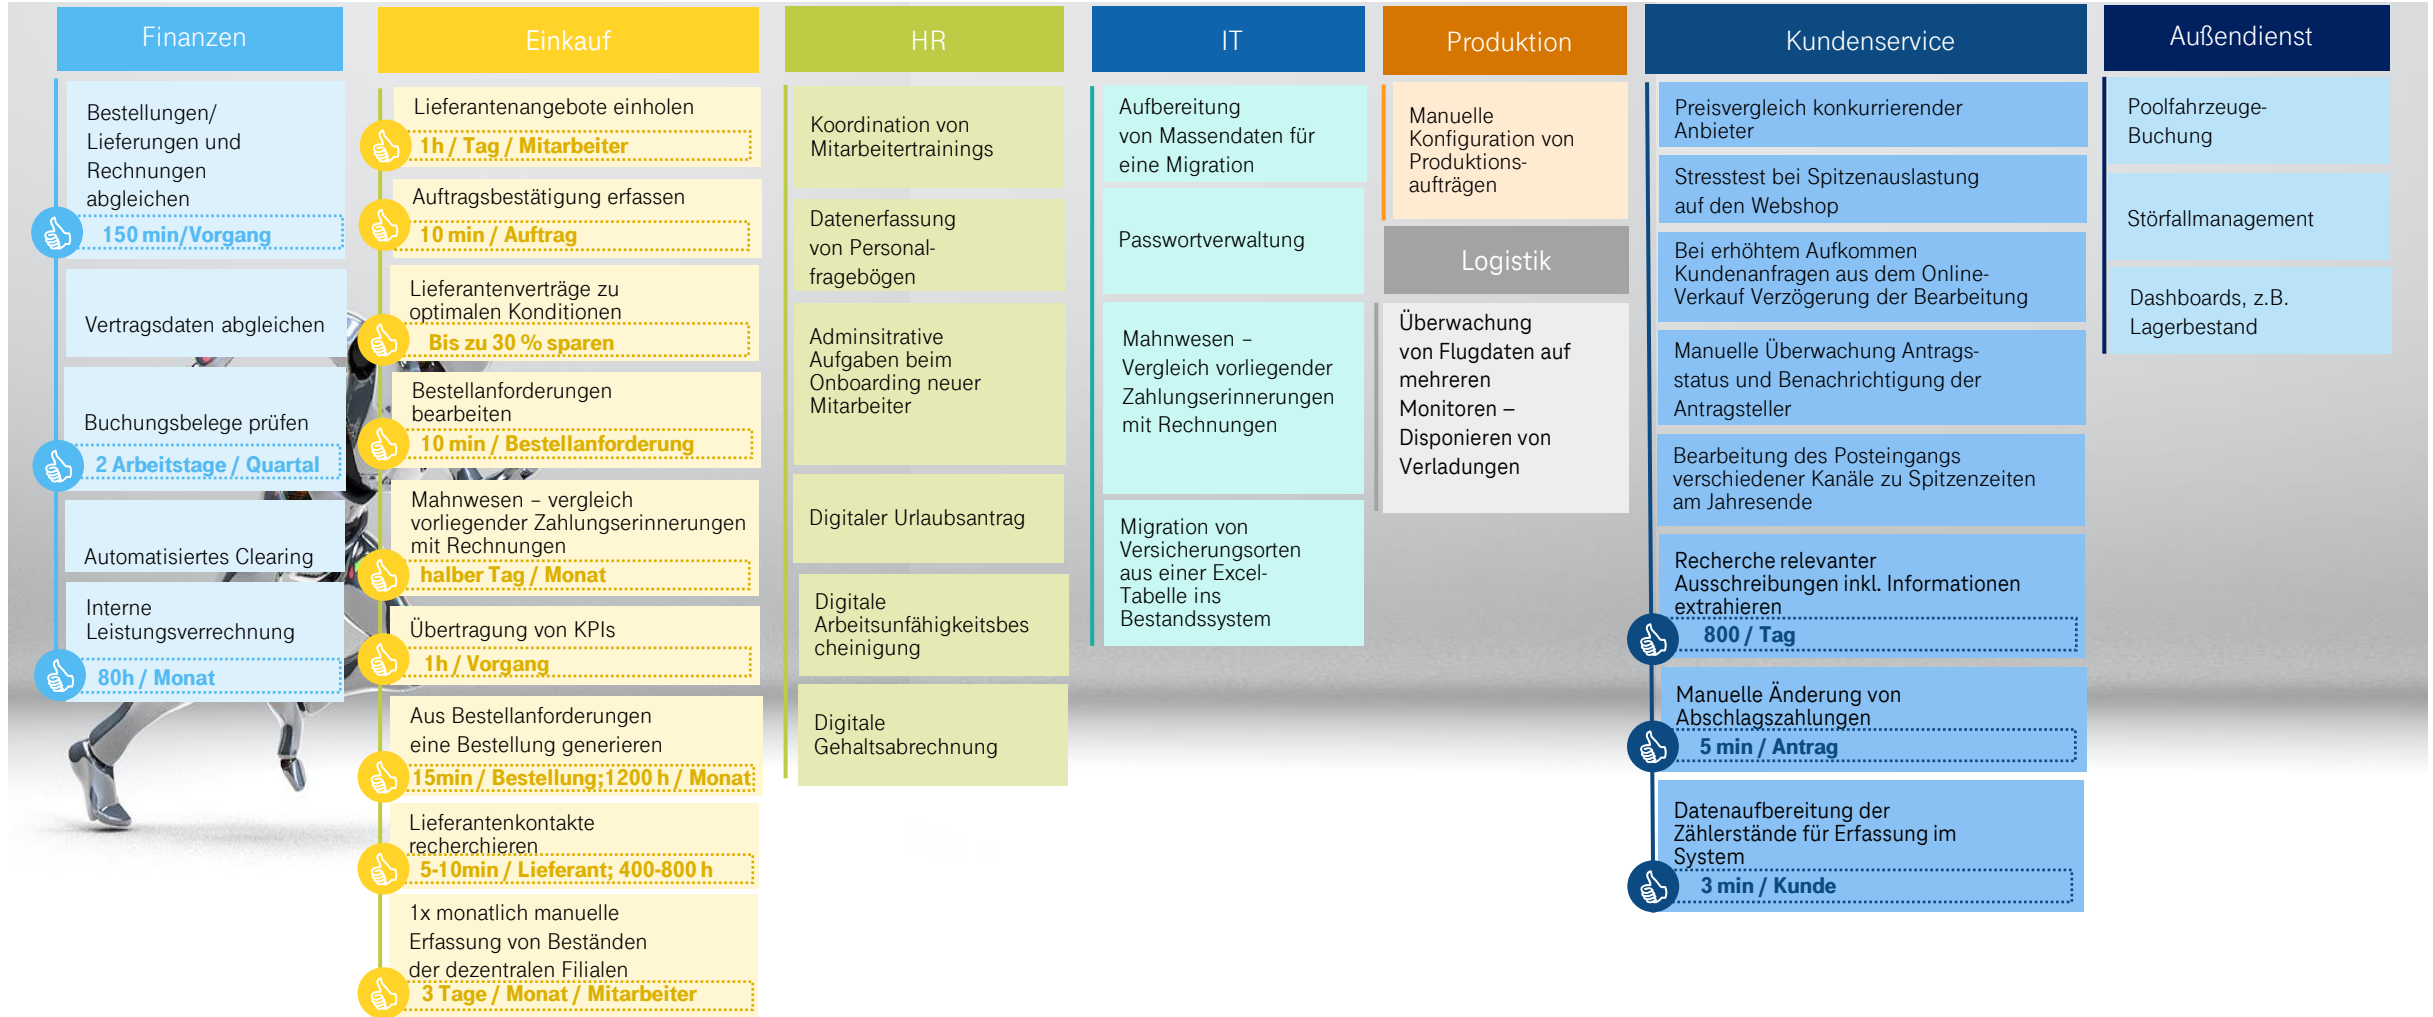 Finanzen
Bestellungen/
Lieferungen und
Rechnungen
abgleichen
150 min/Vorgang
Vertragsdaten abgleichen
Buchungsbelege prüfen
2 Arbeitstage / Quartal
Automatisiertes Clearing
Interne
Leistungsverrechnung
80h / Monat
Einkauf
Lieferantenangebote einholen
1h / Tag / Mitarbeiter
Auftragsbestätigung erfassen
10 min / Auftrag
Lieferantenverträge zu
optimalen Konditionen
Bis zu 30 % sparen
Bestellanforderungen
bearbeiten
10 min / Bestellanforderung
Mahnwesen – vergleich
vorliegender Zahlungserinnerungen
mit Rechnungen
halber Tag / Monat
Übertragung von KPIs
1h / Vorgang
Aus Bestellanforderungen
eine Bestellung generieren
15min / Bestellung;1200 h / Monat
Lieferantenkontakte
recherchieren
5-10min / Lieferant; 400-800 h
1x monatlich manuelle
Erfassung von Beständen
der dezentralen Filialen
3 Tage / Monat / Mitarbeiter
HR
Koordination von
Mitarbeitertrainings
Datenerfassung
von Personal-
fragebögen
Adminsitrative
Aufgaben beim
Onboarding neuer
Mitarbeiter
Digitaler Urlaubsantrag
Digitale
Arbeitsunfähigkeitsbes
cheinigung
Digitale
Gehaltsabrechnung
IT
Aufbereitung
von Massendaten für
eine Migration
Passwortverwaltung
Mahnwesen –
Vergleich vorliegender
Zahlungserinnerungen
mit Rechnungen
Migration von
Versicherungsorten
aus einer Excel-
Tabelle ins
Bestandssystem
Produktion
Manuelle
Konfiguration von
Produktions-
aufträgen
Logistik
Überwachung
von Flugdaten auf
mehreren
Monitoren –
Disponieren von
Verladungen
Kundenservice
Preisvergleich konkurrierender
Anbieter
Stresstest bei Spitzenauslastung
auf den Webshop
Bei erhöhtem Aufkommen
Kundenanfragen aus dem Online-
Verkauf Verzögerung der Bearbeitung
Manuelle Überwachung Antrags-
status und Benachrichtigung der
Antragsteller
Bearbeitung des Posteingangs
verschiedener Kanäle zu Spitzenzeiten
am Jahresende
Recherche relevanter
Ausschreibungen inkl. Informationen
extrahieren
800 / Tag
Manuelle Änderung von
Abschlagszahlungen
5 min / Antrag
Datenaufbereitung der
Zählerstände für Erfassung im
System
3 min / Kunde
Außendienst
Poolfahrzeuge-
Buchung
Störfallmanagement
Dashboards, z.B.
Lagerbestand